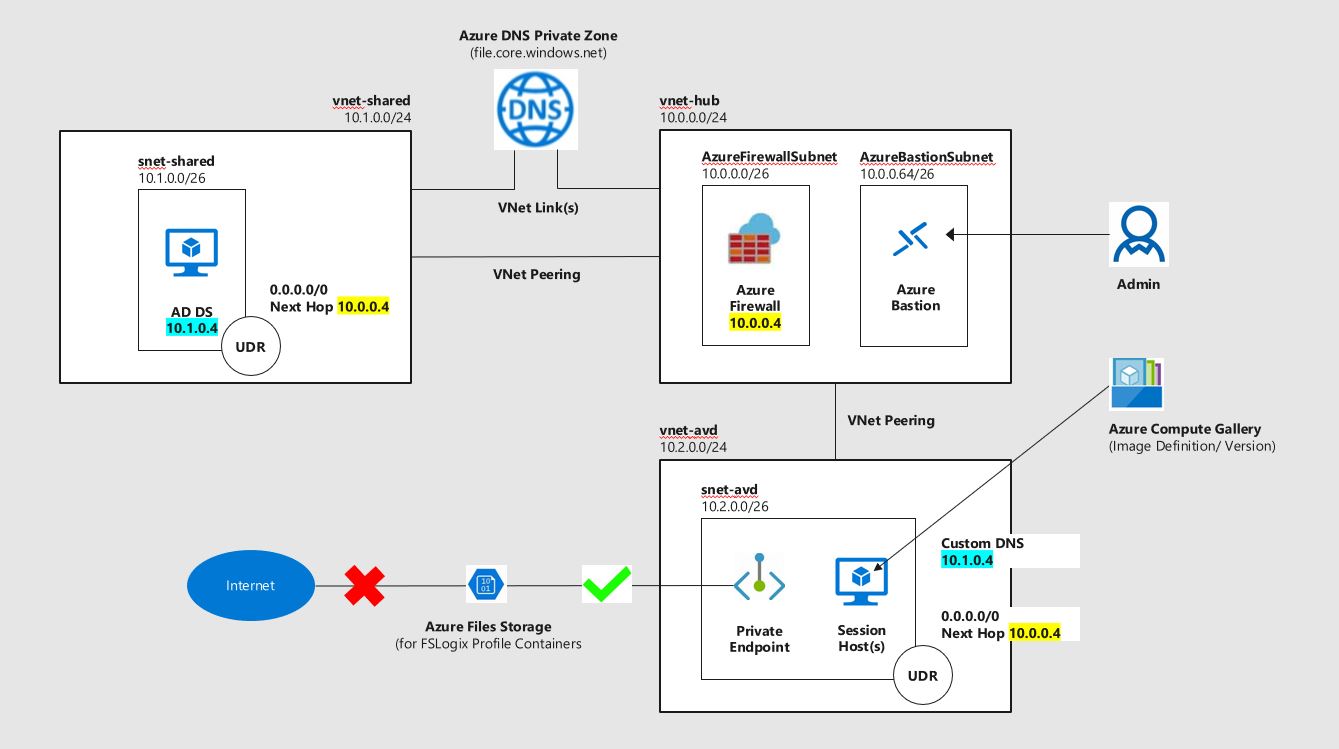 Azure DNS Private Zone
(file.core.windows.net)
DNS
vnet-shared
10.1.0.0/24
snet-shared
10.1.0.0/26
AD DS
10.1.0.4
0.0.0.0/0
Next Hop 10.0.0.4
UDR
VNet Link(s)
VNet Peering
vnet-hub
10.0.0.0/24
AzureFirewallSubnet
10.0.0.0/26
Azure
Firewall
10.0.0.4
AzureBastionSubnet
10.0.0.64/26
Azure
Bastion
Admin
VNet Peering
Azure Compute Gallery
(Image Definition/ Version)
vnet-avd
10.2.0.0/24
snet-avd
10.2.0.0/26
Private
Endpoint
Session
Host(s)
Custom DNS
10.1.0.4
0.0.0.0/0
Next Hop 10.0.0.4
UDR
Internet
10
01
Azure Files Storage
(for FSLogix Profile Containers